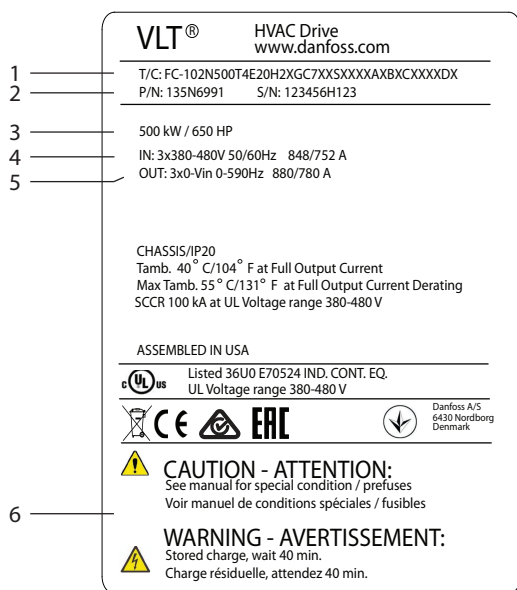 VLT® HVAC Drive
www.danfoss.com
1 T/C: FC-102N500T4E20H2XGC7XXSXXXXAXBXCXXXXDX
2 P/N: 135N6991 S/N: 123456H123
3 500 kW / 650 HP
4 IN: 3x380-480V 50/60Hz 848/752 A
5 OUT: 3x0-Vin 0-590Hz 880/780 A
CHASSIS/IP20
Tamb. 40° C/104° F at Full Output Current
Max Tamb. 55° C/131° F at Full Output Current Derating
SCCR 100 kA at UL Voltage range 380-480 V
ASSEMBLED IN USA
c UL us Listed 36U0 E70524 IND. CONT. EQ.
UL Voltage range 380-480 V
CE EAC
Danfoss A/S
6430 Nordborg
Denmark
CAUTION - ATTENTION:
See manual for special condition / prefuses
Voir manuel de conditions spéciales / fusibles
6
WARNING - AVERTISSEMENT:
Stored charge, wait 40 min.
Charge résiduelle, attendez 40 min.